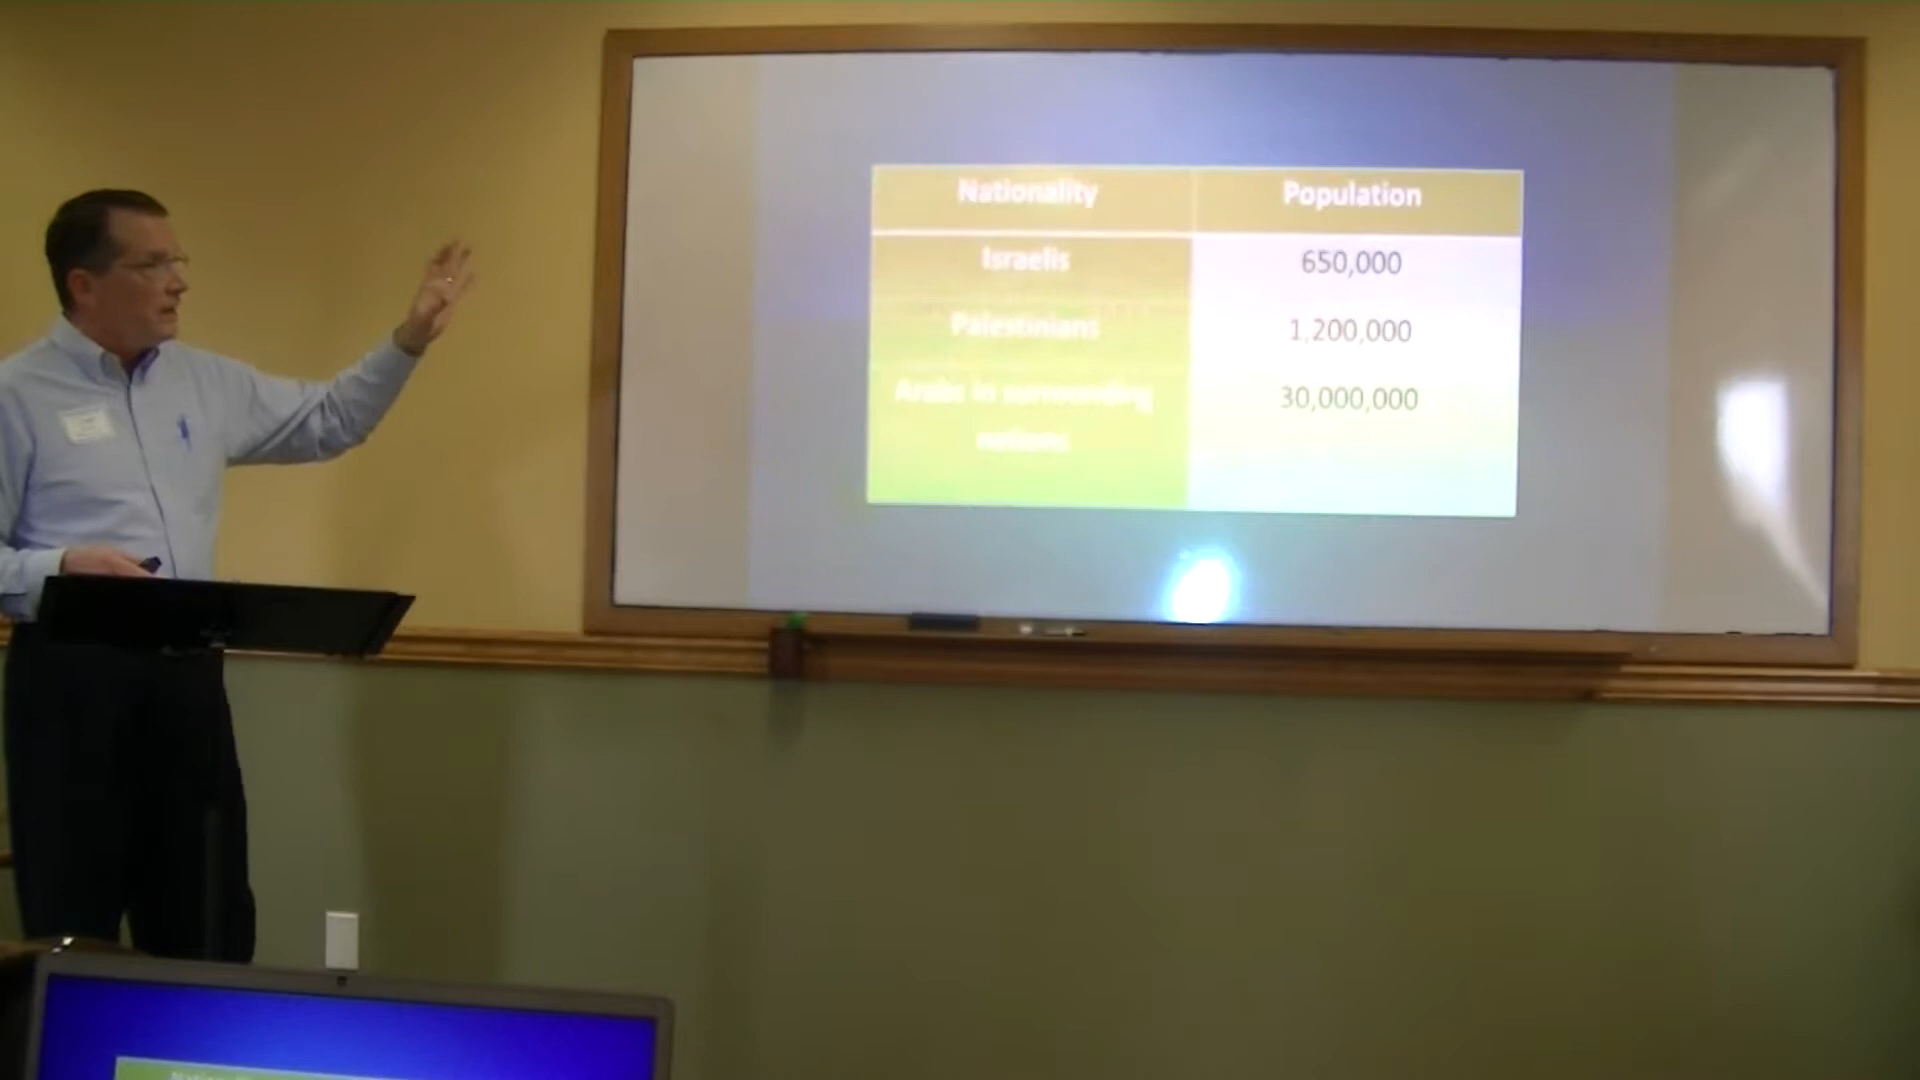 Nationality Population
Israelis 650,000
Palestinians 1,200,000
Arabs in surrounding 30,000,000
nations